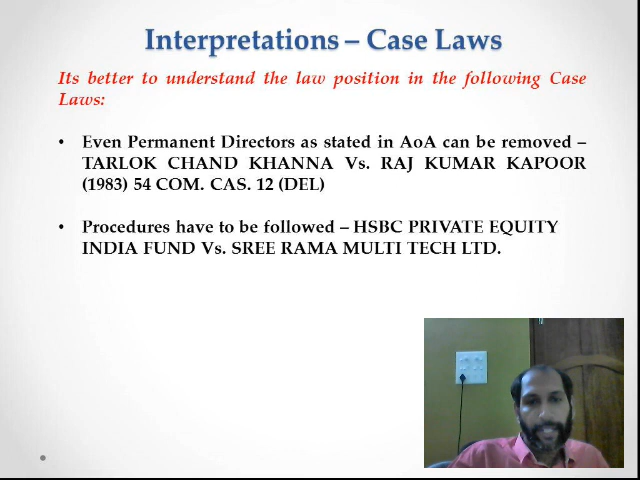 Interpretations – Case Laws
Its better to understand the law position in the following Case
Laws:
• Even Permanent Directors as stated in AoA can be removed –
TARLOK CHAND KHANNA Vs. RAJ KUMAR KAPOOR
(1983) 54 COM. CAS. 12 (DEL)
• Procedures have to be followed – HSBC PRIVATE EQUITY
INDIA FUND Vs. SREE RAMA MULTI TECH LTD.